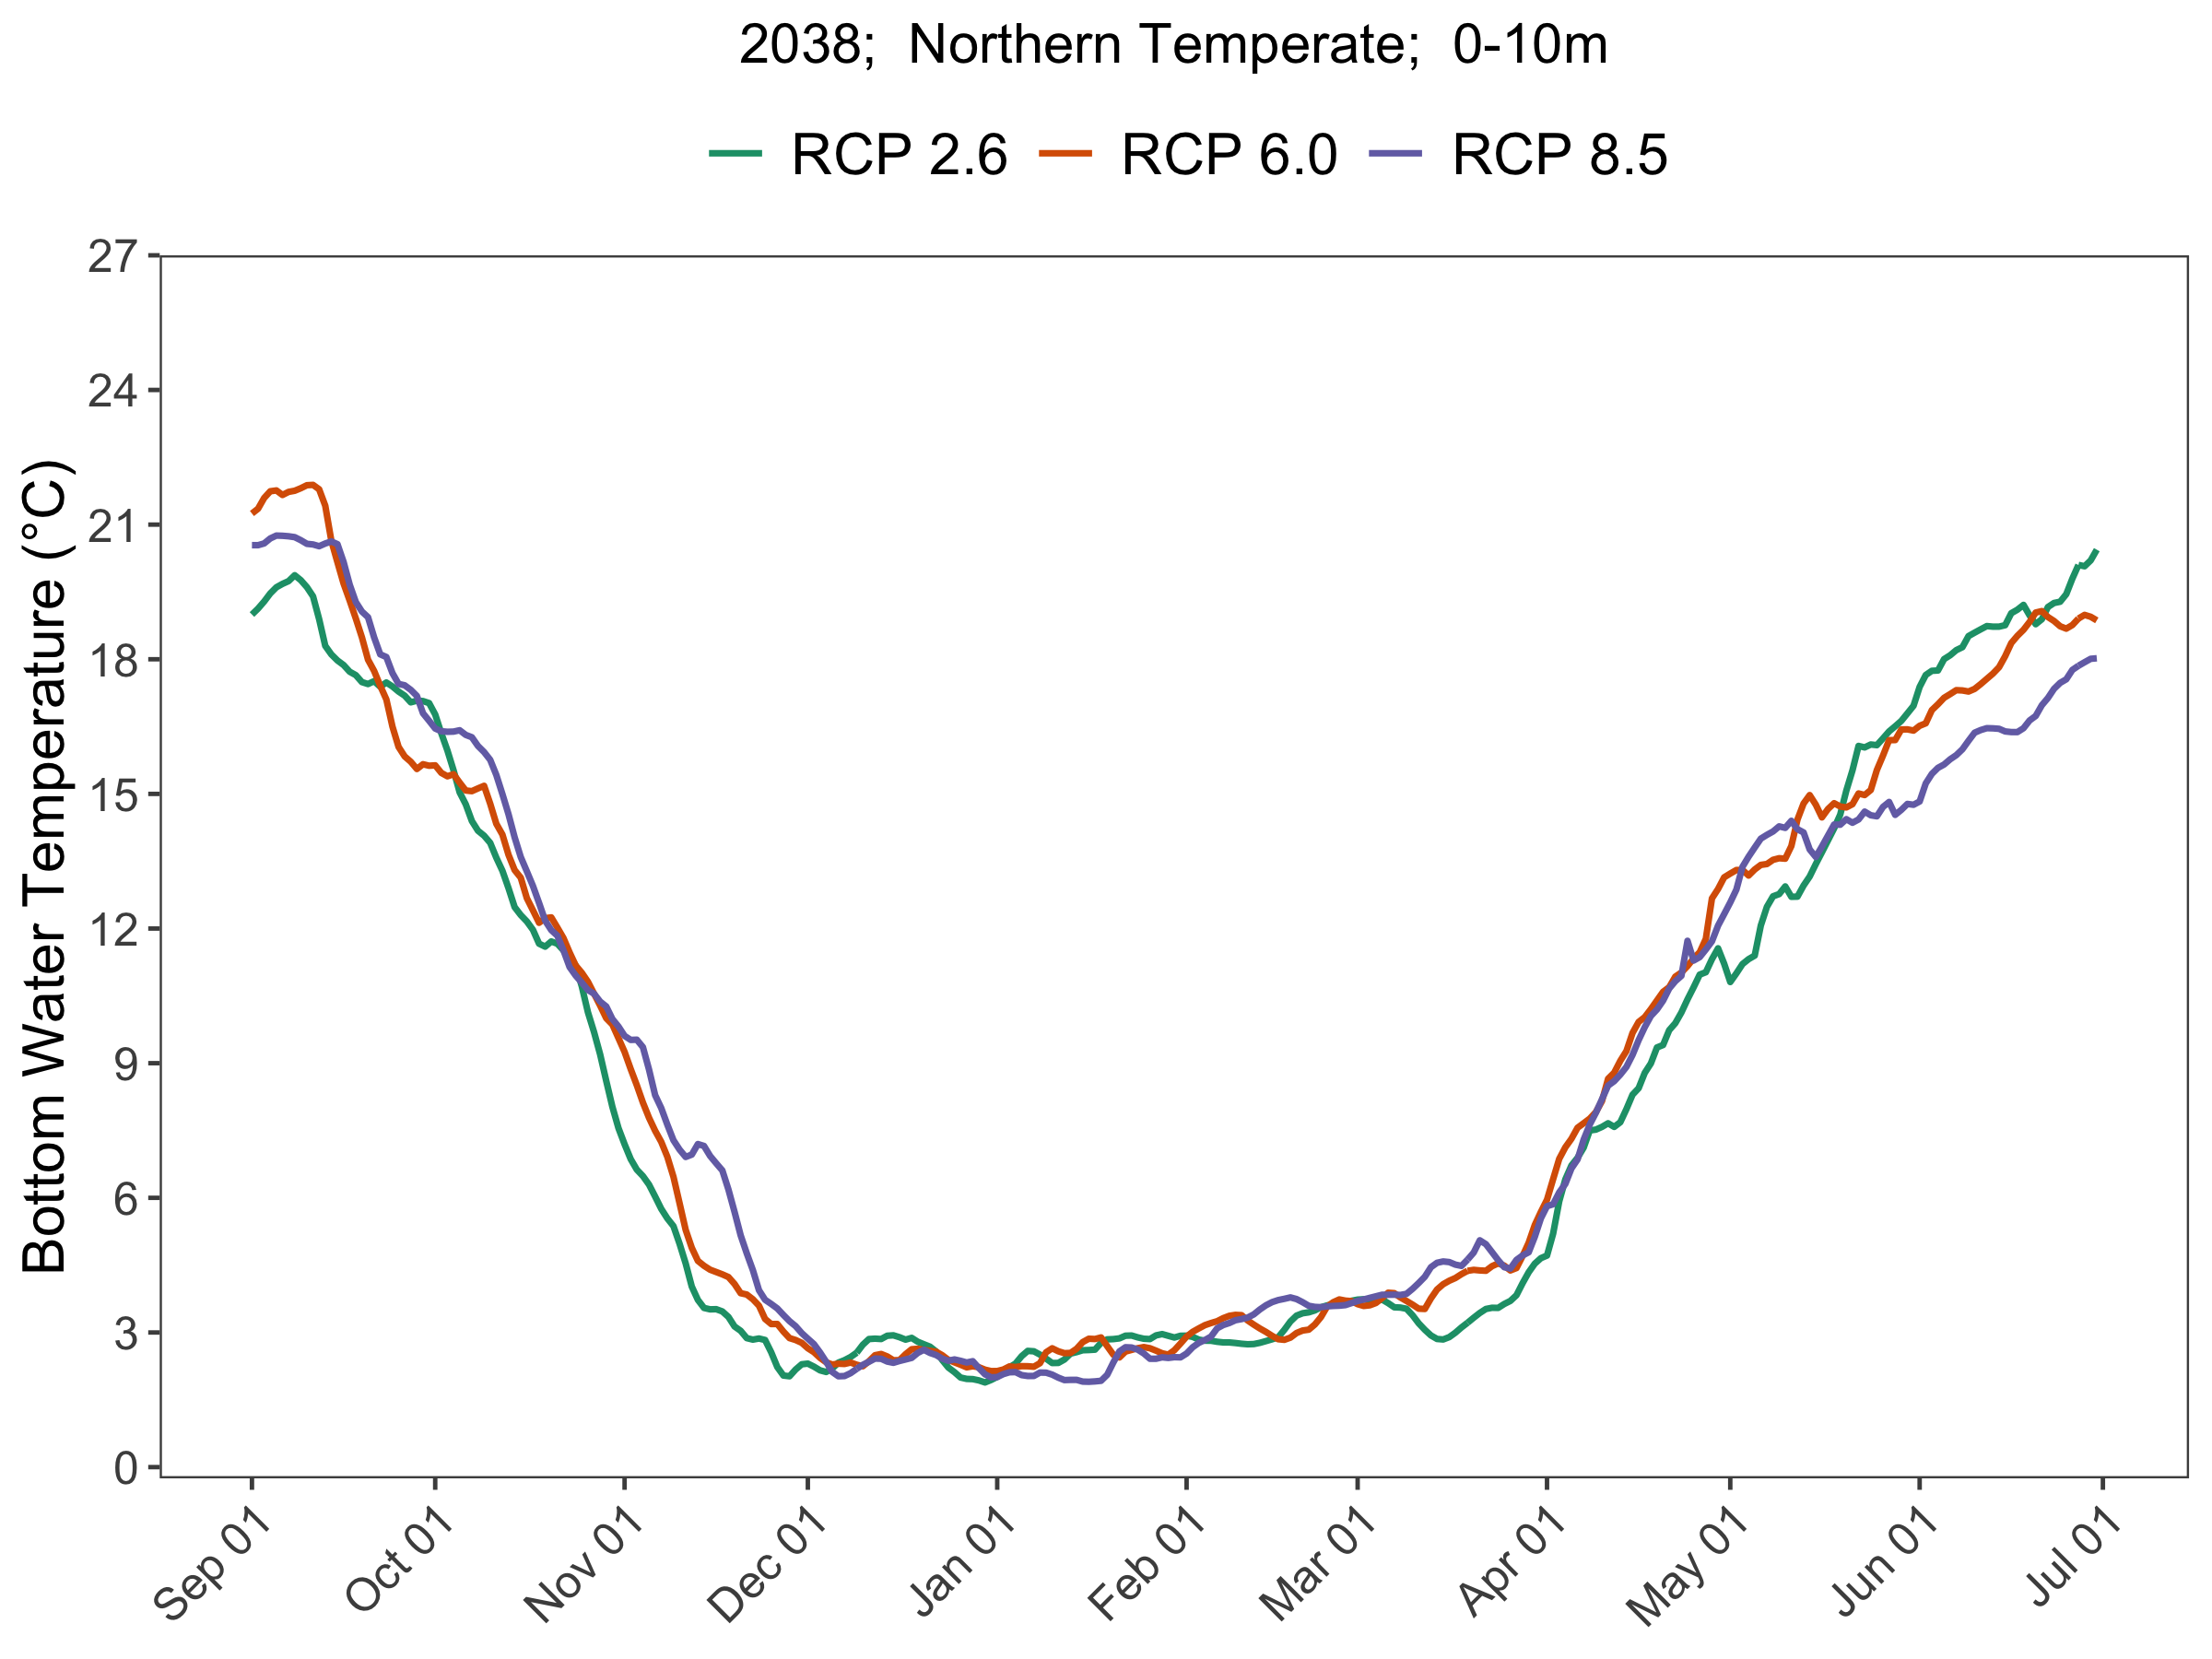 2038;  Northern Temperate;  0-10m
RCP 2.6 RCP 6.0 RCP 8.5
Bottom Water Temperature (°C)
27
24
21
18
15
12
9
6
3
0
Sep 01 Oct 01 Nov 01 Dec 01 Jan 01 Feb 01 Mar 01 Apr 01 May 01 Jun 01 Jul 01